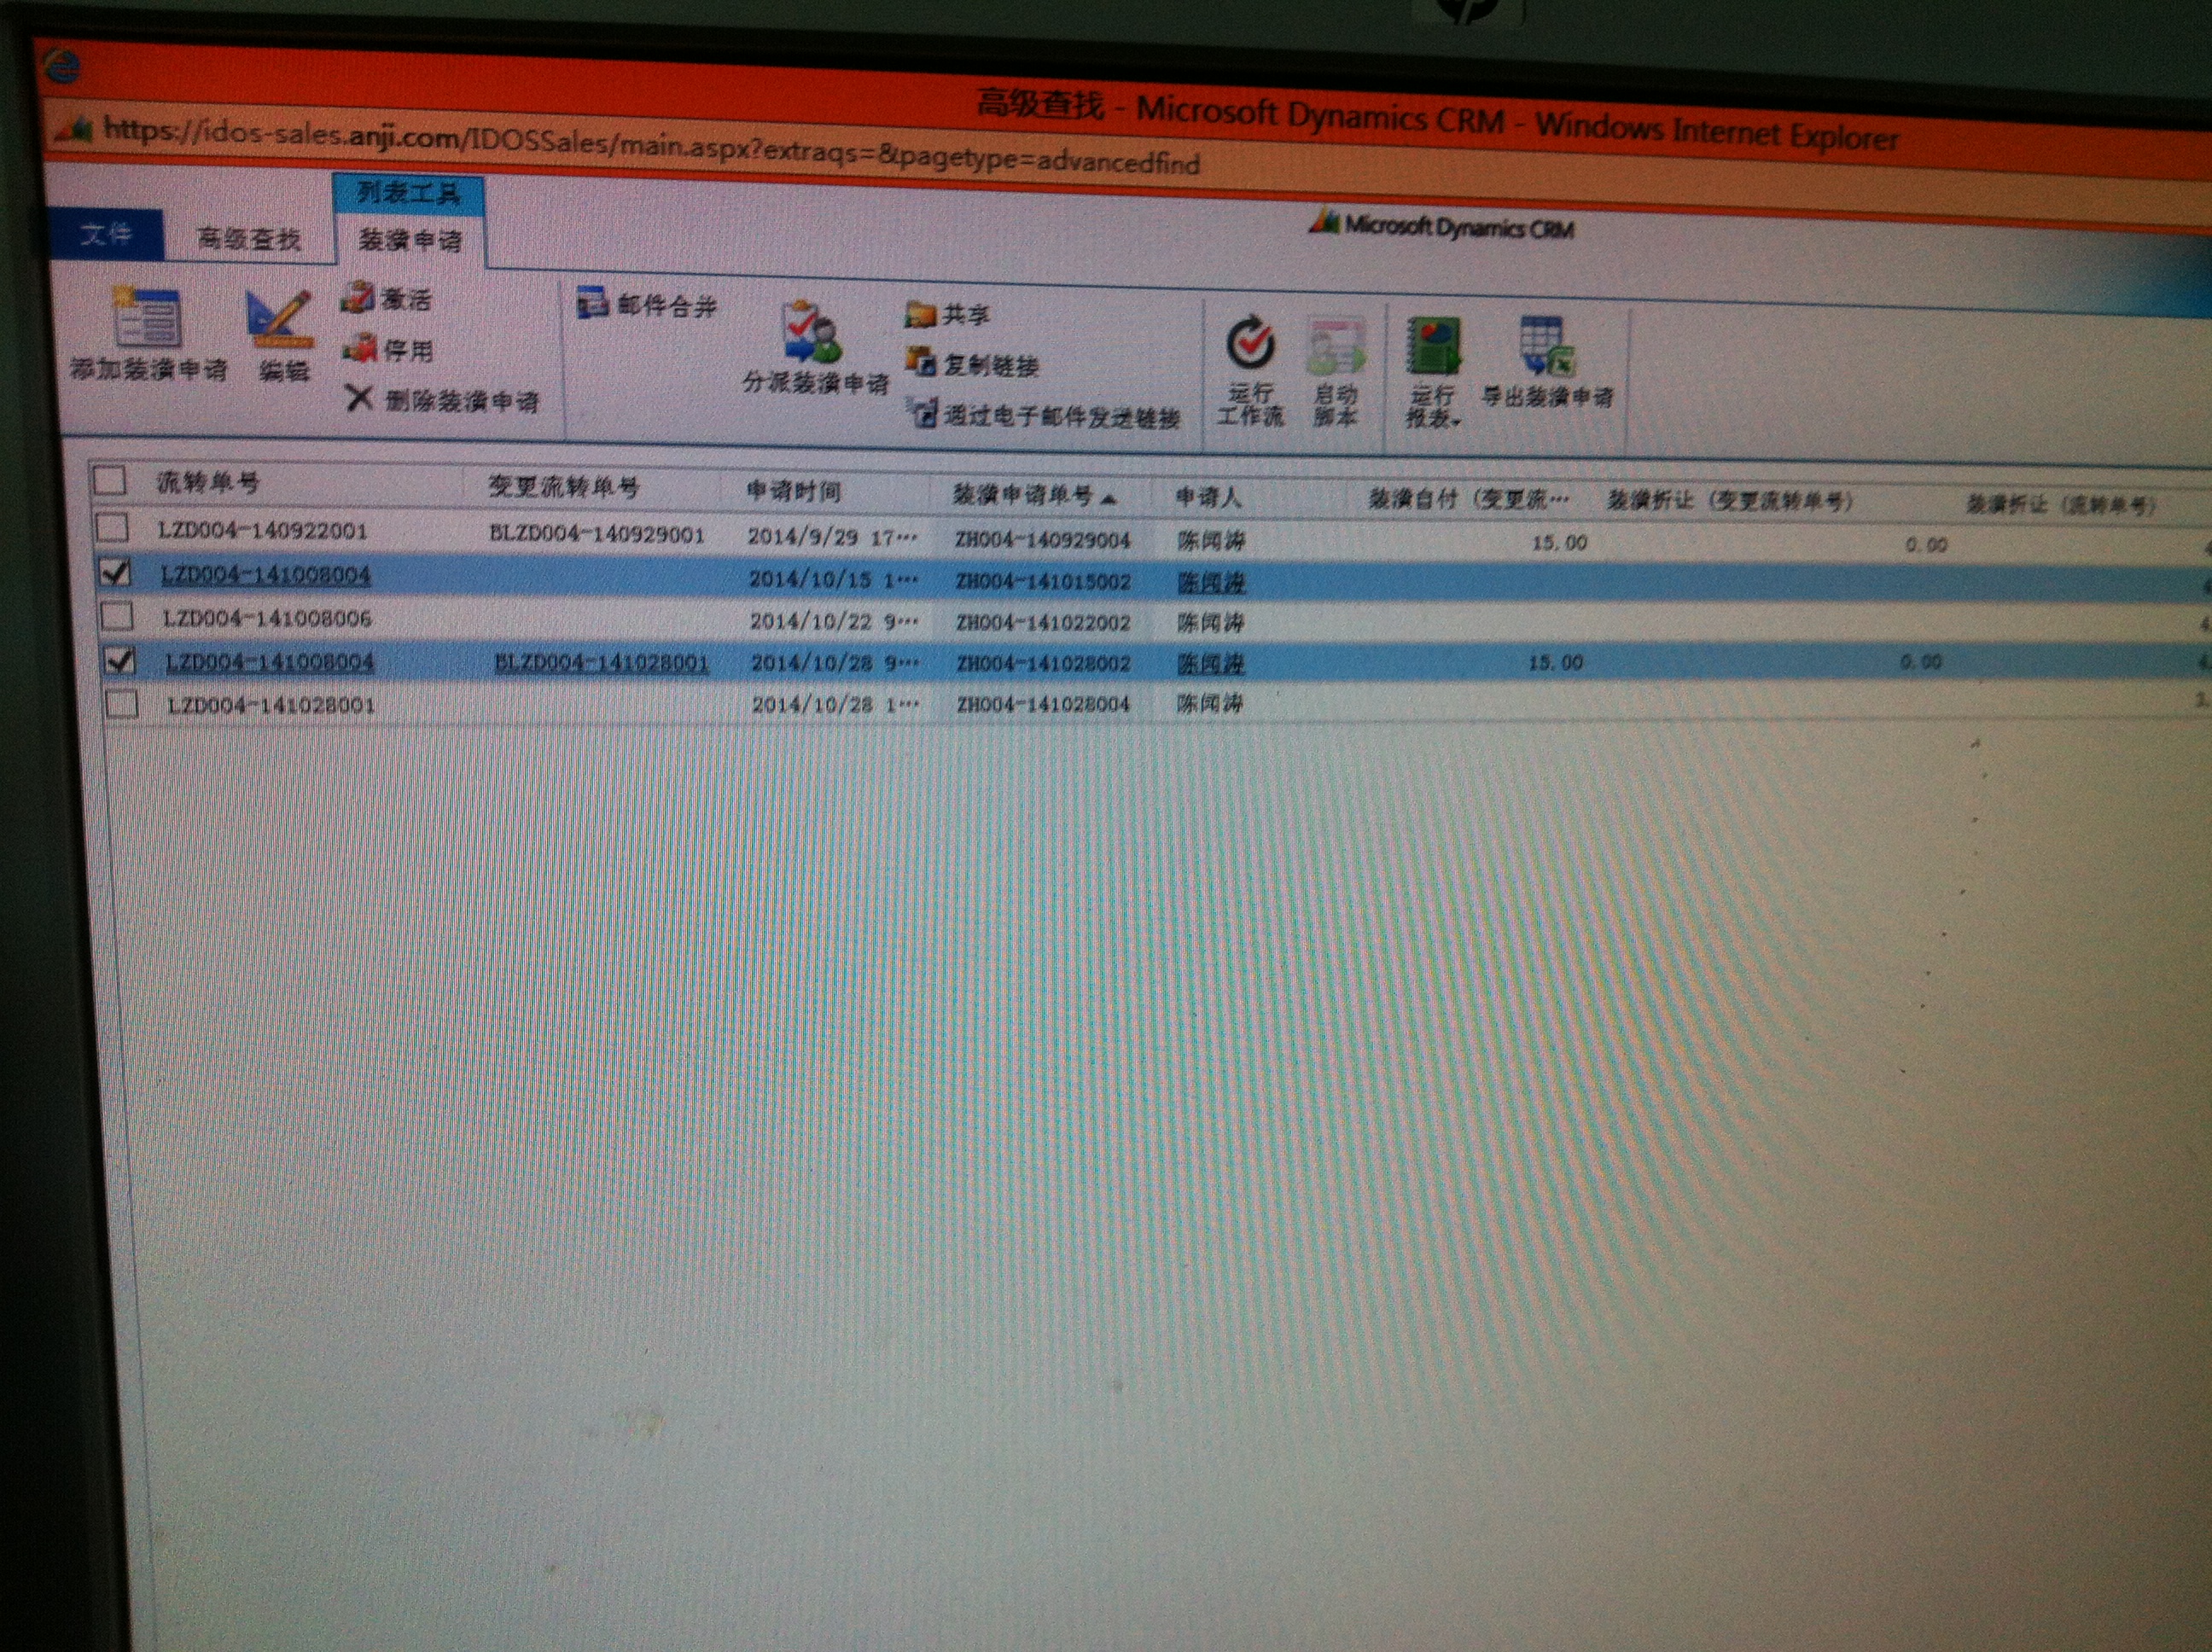 高级查找 - Microsoft Dynamics CRM - Windows Internet Explorer
https://idos-sales.anji.com/IDOSSales/main.aspx?extraqs=&pagetype=advancedfind
列表工具
文件 高级查找 装潢申请
Microsoft Dynamics CRM
添加装潢申请 编辑 激活 停用 删除装潢申请
邮件合并 分派装潢申请 共享 复制链接 通过电子邮件发送链接
运行工作流 启动脚本 运行报表 导出装潢申请
流转单号 变更流转单号 申请时间 装潢申请单号 申请人 装潢自付（变更流… 装潢折让（变更流转单号） 装潢折让（流转单号）
LZD004-140922001 BLZD004-140929001 2014/9/29 17… ZH004-140929004 陈闻涛 15.00 0.00
LZD004-141008004 2014/10/15 1… ZH004-141015002 陈闻涛
LZD004-141008006 2014/10/22 9… ZH004-141022002 陈闻涛
LZD004-141008004 BLZD004-141028001 2014/10/28 9… ZH004-141028002 陈闻涛 15.00 0.00
LZD004-141028001 2014/10/28 1… ZH004-141028004 陈闻涛